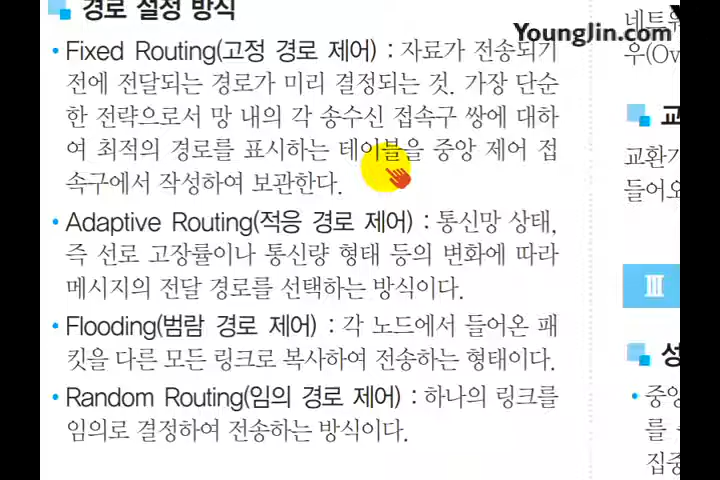 경로 설정 방식
YoungJin.com
• Fixed Routing(고정 경로 제어) : 자료가 전송되기
전에 전달되는 경로가 미리 결정되는 것. 가장 단순
한 전략으로서 망 내의 각 송수신 접속구 쌍에 대하
여 최적의 경로를 표시하는 테이블을 중앙 제어 접
속구에서 작성하여 보관한다.
• Adaptive Routing(적응 경로 제어) : 통신망 상태,
즉 선로 고장률이나 통신량 형태 등의 변화에 따라
메시지의 전달 경로를 선택하는 방식이다.
• Flooding(범람 경로 제어) : 각 노드에서 들어온 패
킷을 다른 모든 링크로 복사하여 전송하는 형태이다.
• Random Routing(임의 경로 제어) : 하나의 링크를
임의로 결정하여 전송하는 방식이다.
네트워
우(Ov
교
교환기
들어오
Ⅲ
성
• 중앙
를
집중